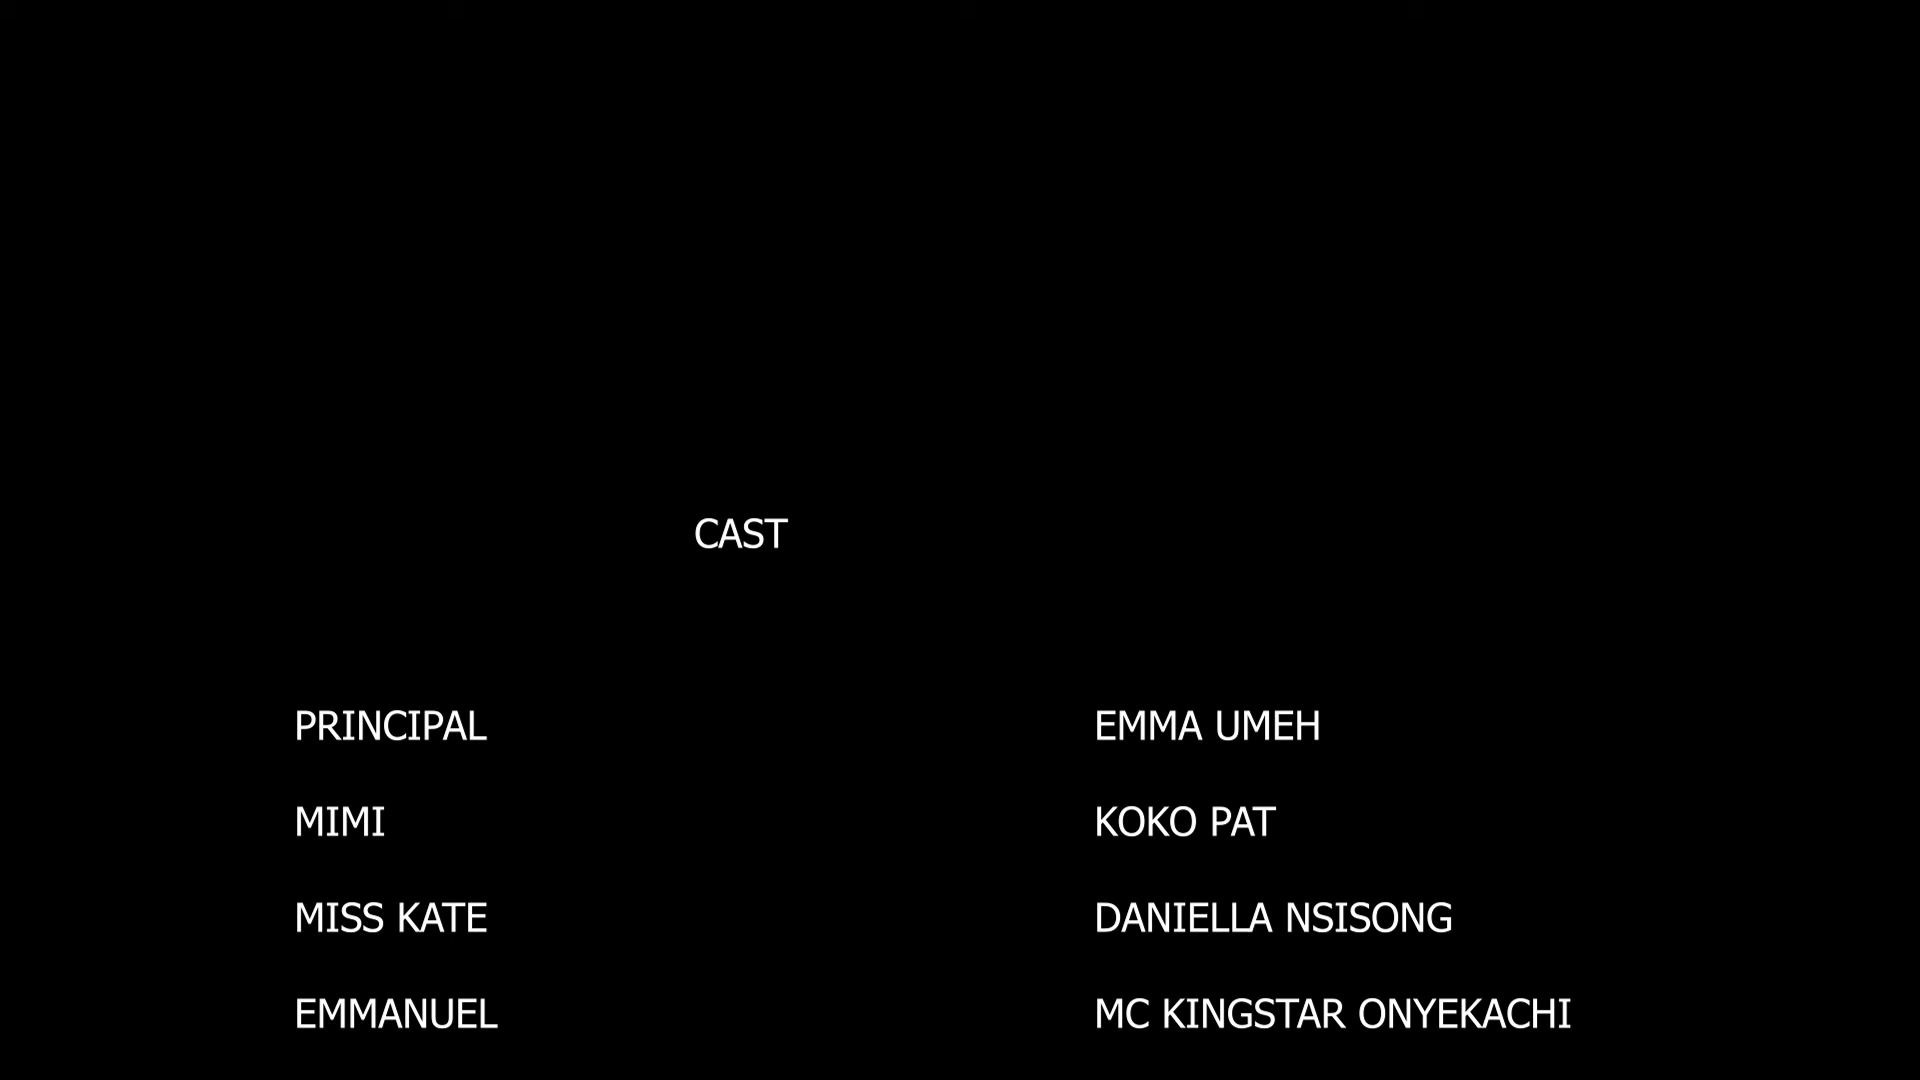 CAST
PRINCIPAL EMMA UMEH
MIMI KOKO PAT
MISS KATE DANIELLA NSISONG
EMMANUEL MC KINGSTAR ONYEKACHI